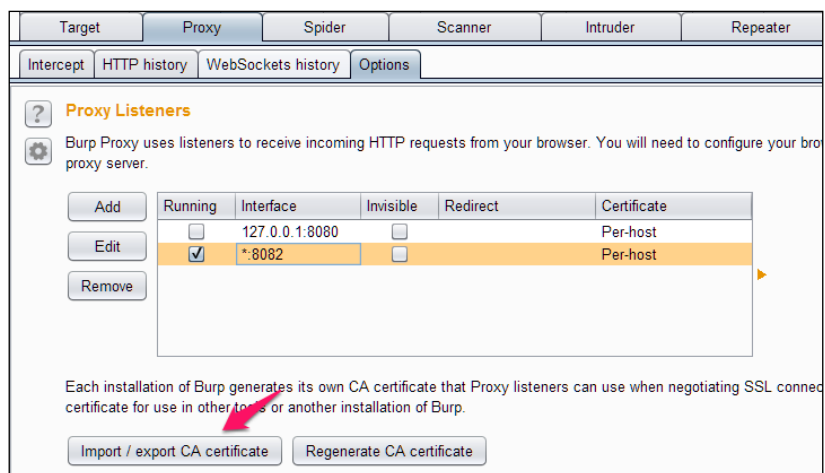 Target Proxy Spider Scanner Intruder Repeater
Intercept HTTP history WebSockets history Options
? Proxy Listeners
Burp Proxy uses listeners to receive incoming HTTP requests from your browser. You will need to configure your bro
proxy server.
Add Running Interface Invisible Redirect Certificate
127.0.0.1:8080 Per-host
Edit *:8082 Per-host
Remove
Each installation of Burp generates its own CA certificate that Proxy listeners can use when negotiating SSL connec
certificate for use in other tools or another installation of Burp.
Import / export CA certificate Regenerate CA certificate